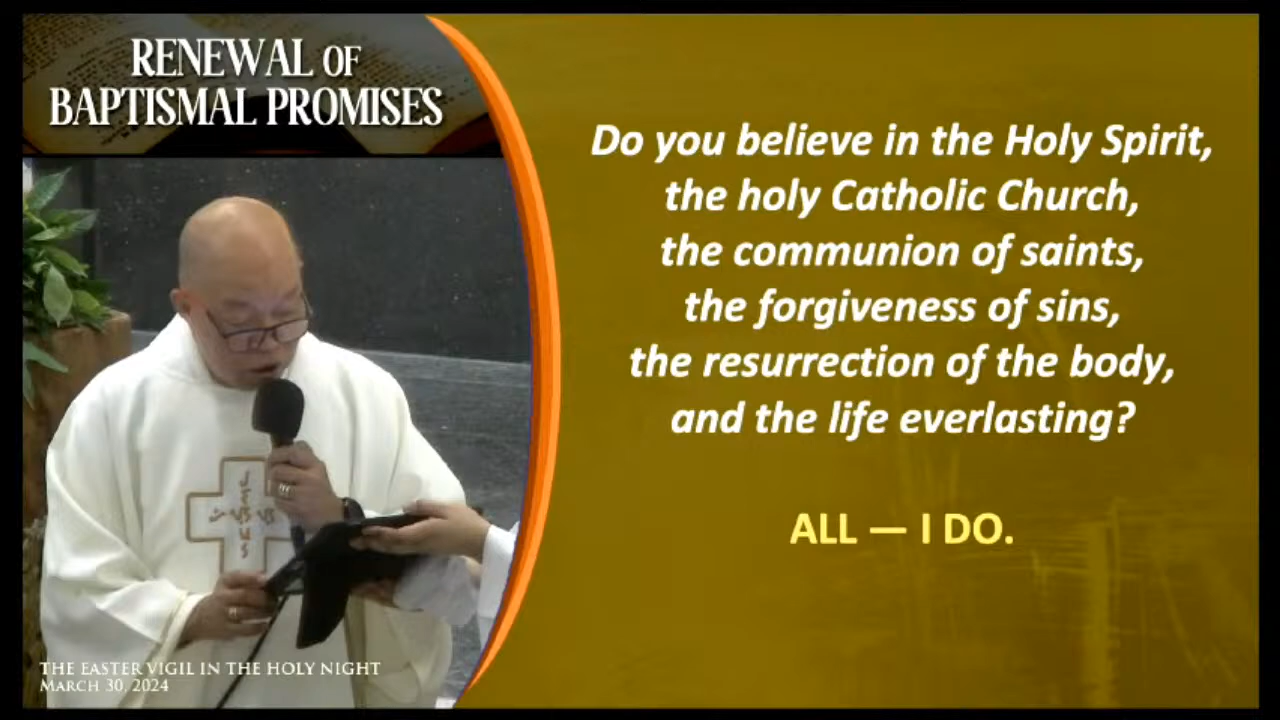 RENEWAL OF
BAPTISMAL PROMISES
Do you believe in the Holy Spirit,
the holy Catholic Church,
the communion of saints,
the forgiveness of sins,
the resurrection of the body,
and the life everlasting?
ALL — I DO.
THE EASTER VIGIL IN THE HOLY NIGHT
MARCH 30, 2024